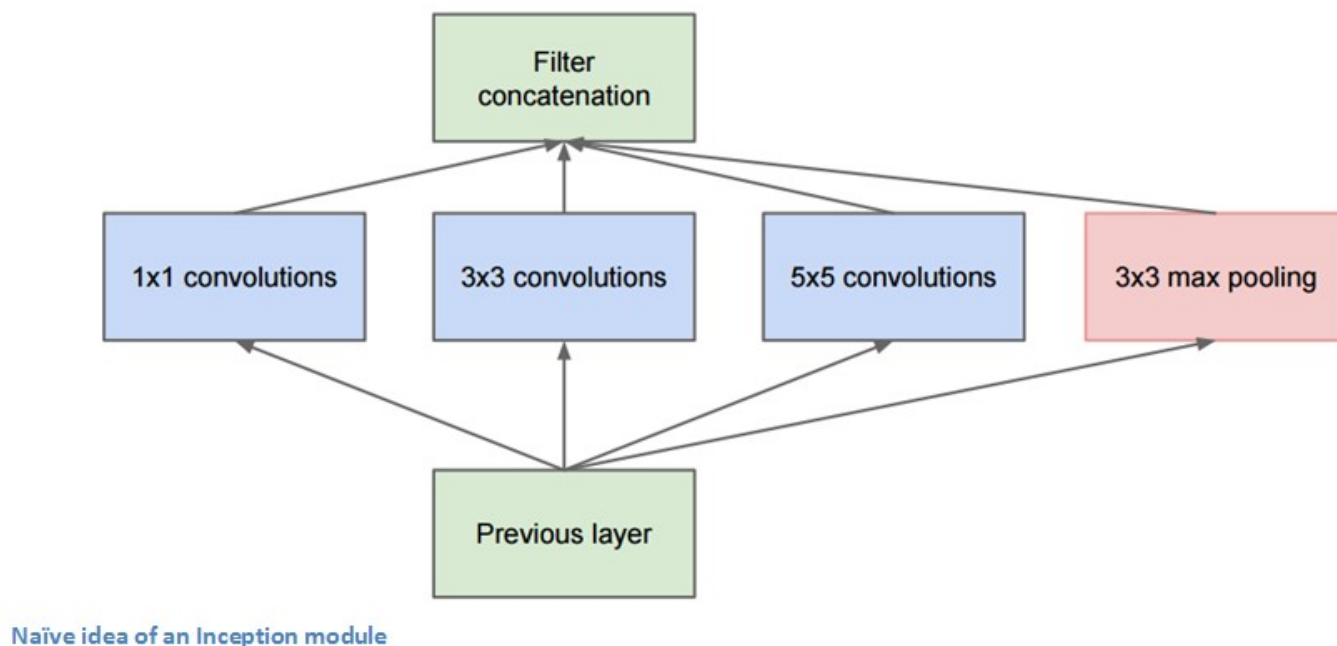 Filter
concatenation
1x1 convolutions
3x3 convolutions
5x5 convolutions
3x3 max pooling
Previous layer
Naïve idea of an Inception module